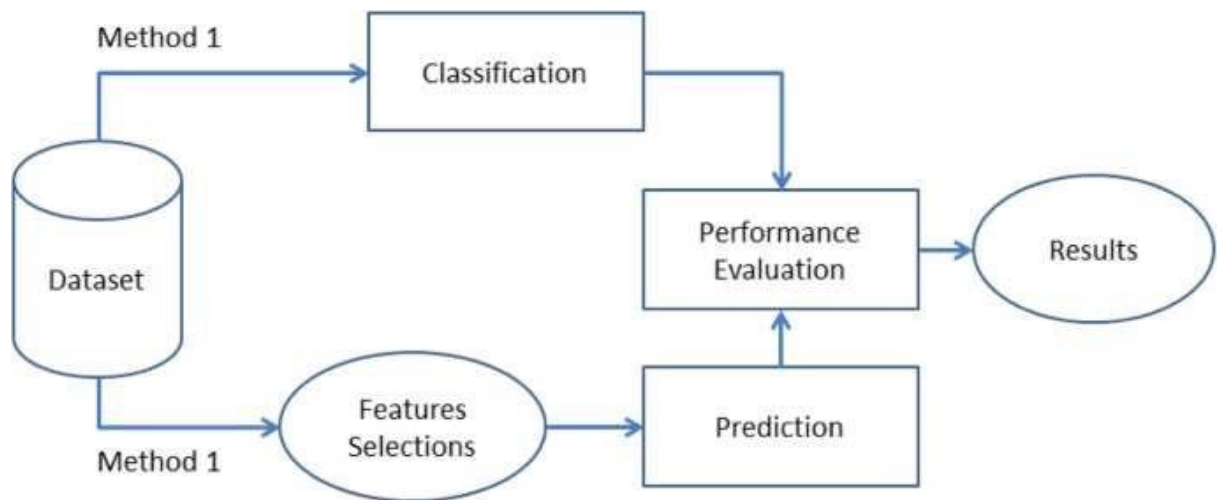 Method 1
Classification
Performance
Evaluation
Results
Dataset
Features
Selections
Prediction
Method 1